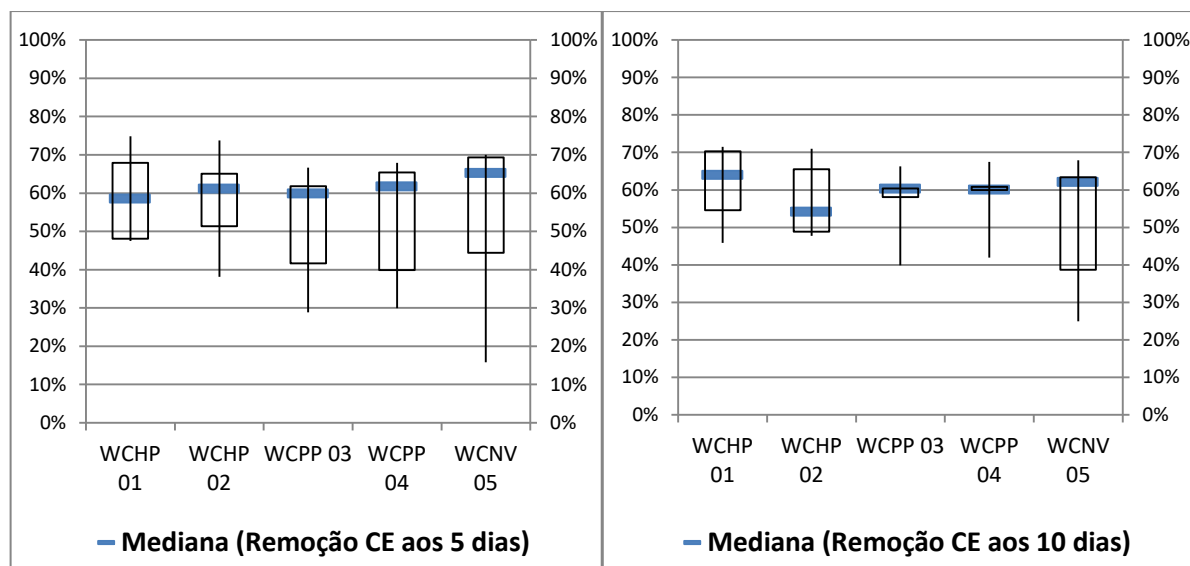 100% 100%
90% 90%
80% 80%
70% 70%
60% 60%
50% 50%
40% 40%
30% 30%
20% 20%
10% 10%
0% 0%
WCHP 01
WCHP 02
WCPP 03
WCPP 04
WCNV 05
Mediana (Remoção CE aos 5 dias)
100% 100%
90% 90%
80% 80%
70% 70%
60% 60%
50% 50%
40% 40%
30% 30%
20% 20%
10% 10%
0% 0%
WCHP 01
WCHP 02
WCPP 03
WCPP 04
WCNV 05
Mediana (Remoção CE aos 10 dias)